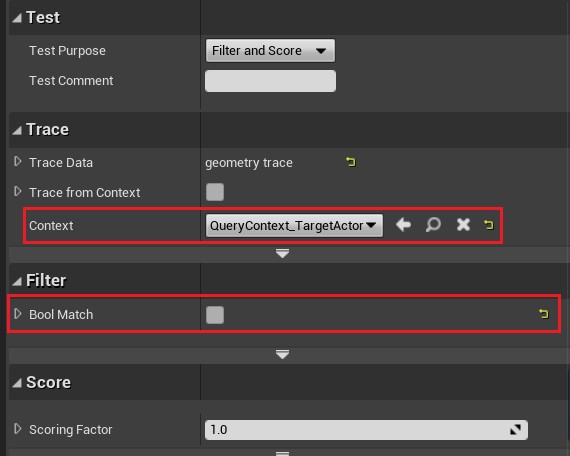 Test
Test Purpose Filter and Score
Test Comment
Trace
Trace Data geometry trace
Trace from Context
Context QueryContext_TargetActor
Filter
Bool Match
Score
Scoring Factor 1.0